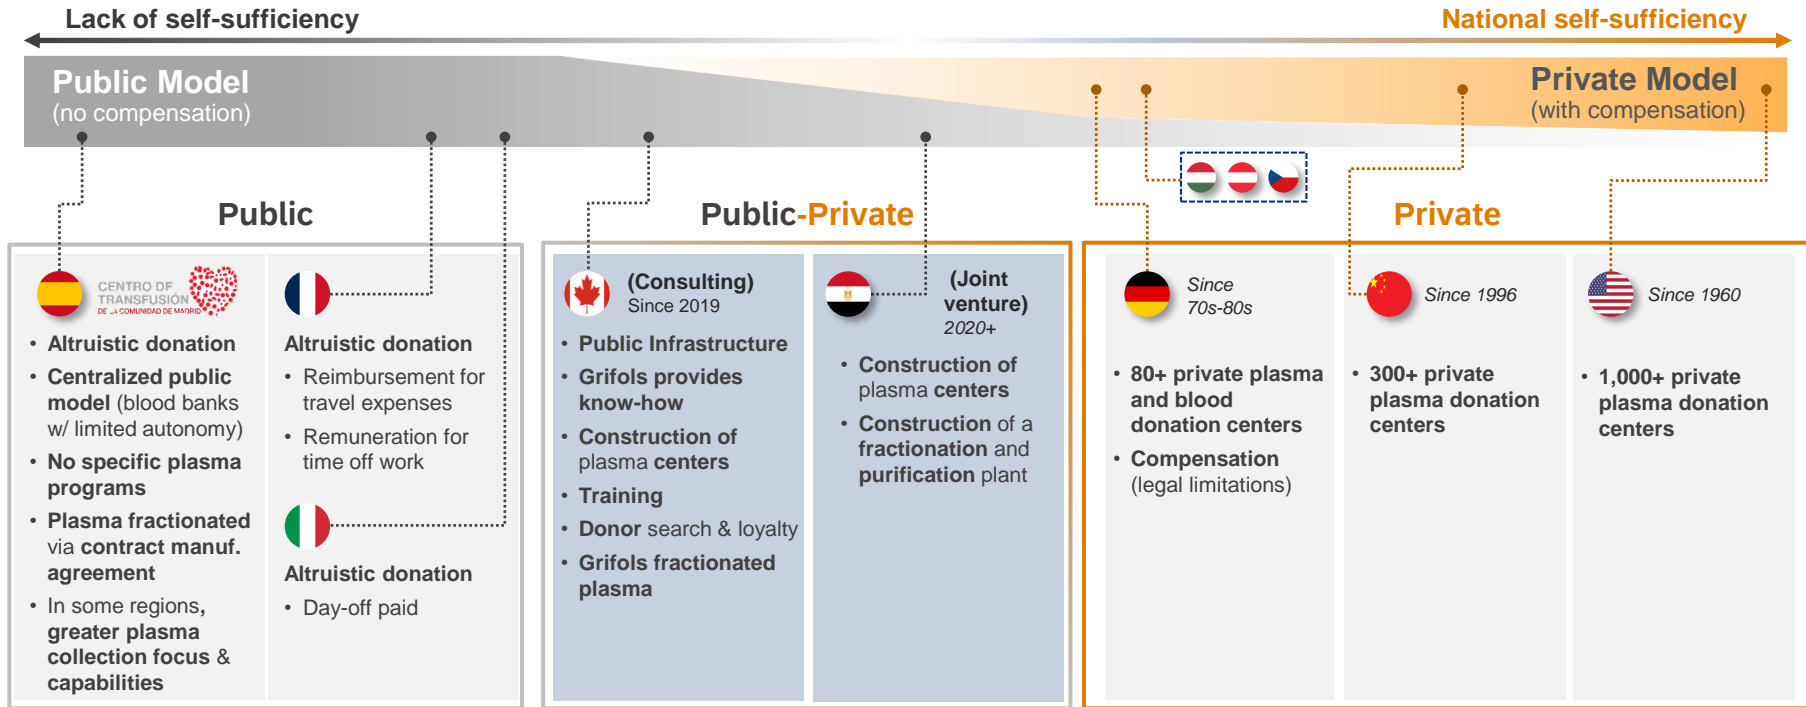 Lack of self-sufficiency
National self-sufficiency
Public Model
(no compensation)
Private Model
(with compensation)
Public
Public-Private
Private
CENTRO DE
TRANSFUSIÓN
DE LA COMUNIDAD DE MADRID
• Altruistic donation
• Centralized public
model (blood banks
w/ limited autonomy)
• No specific plasma
programs
• Plasma fractionated
via contract manuf.
agreement
• In some regions,
greater plasma
collection focus &
capabilities
Altruistic donation
• Reimbursement for
travel expenses
• Remuneration for
time off work
Altruistic donation
• Day-off paid
(Consulting)
Since 2019
• Public Infrastructure
• Grifols provides
know-how
• Construction of
plasma centers
• Training
• Donor search & loyalty
• Grifols fractionated
plasma
(Joint
venture)
2020+
• Construction of
plasma centers
• Construction of a
fractionation and
purification plant
Since
70s-80s
• 80+ private plasma
and blood
donation centers
• Compensation
(legal limitations)
Since 1996
• 300+ private
plasma donation
centers
Since 1960
• 1,000+ private
plasma donation
centers